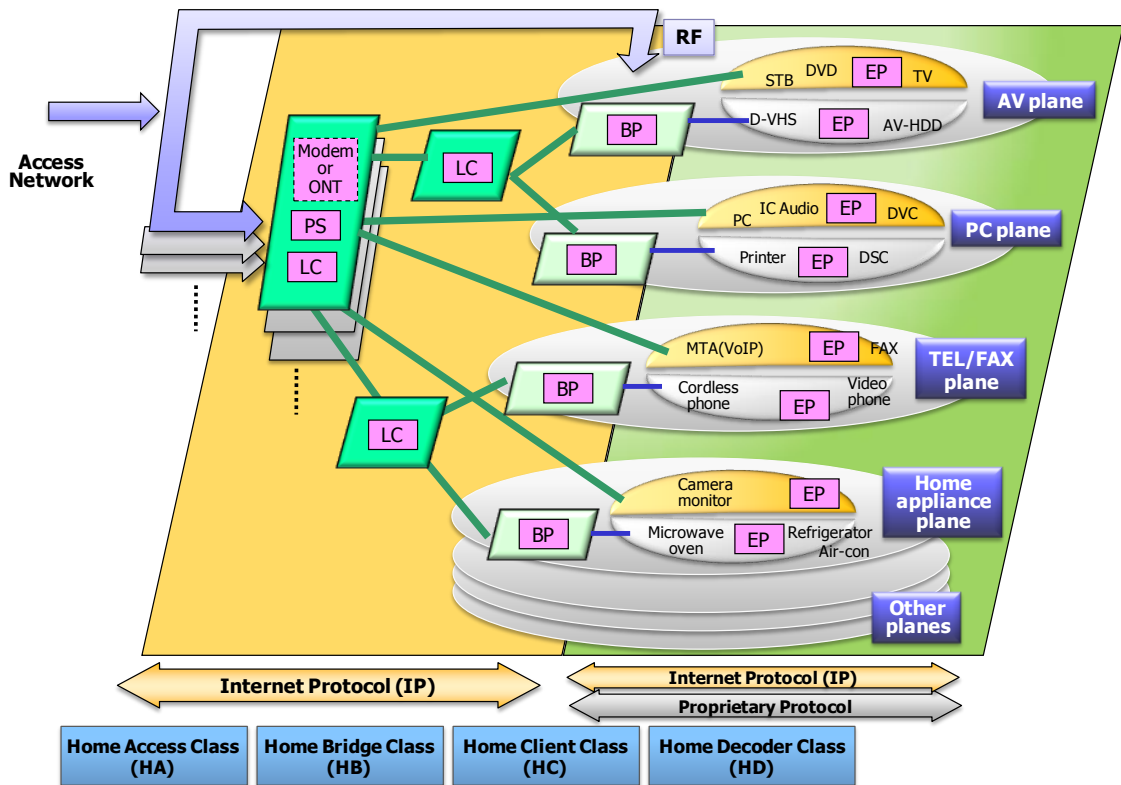 RF
Access
Network
STB
DVD
EP
TV
D-VHS
EP
AV-HDD
AV plane
BP
Modem
or
ONT
PS
LC
LC
PC
IC Audio
EP
DVC
Printer
EP
DSC
PC plane
BP
MTA(VoIP)
EP
FAX
Cordless
phone
EP
Video
phone
TEL/FAX
plane
BP
LC
Camera
monitor
EP
Microwave
oven
EP
Refrigerator
Air-con
Home
appliance
plane
BP
Other
planes
Internet Protocol (IP)
Internet Protocol (IP)
Proprietary Protocol
Home Access Class
(HA)
Home Bridge Class
(HB)
Home Client Class
(HC)
Home Decoder Class
(HD)